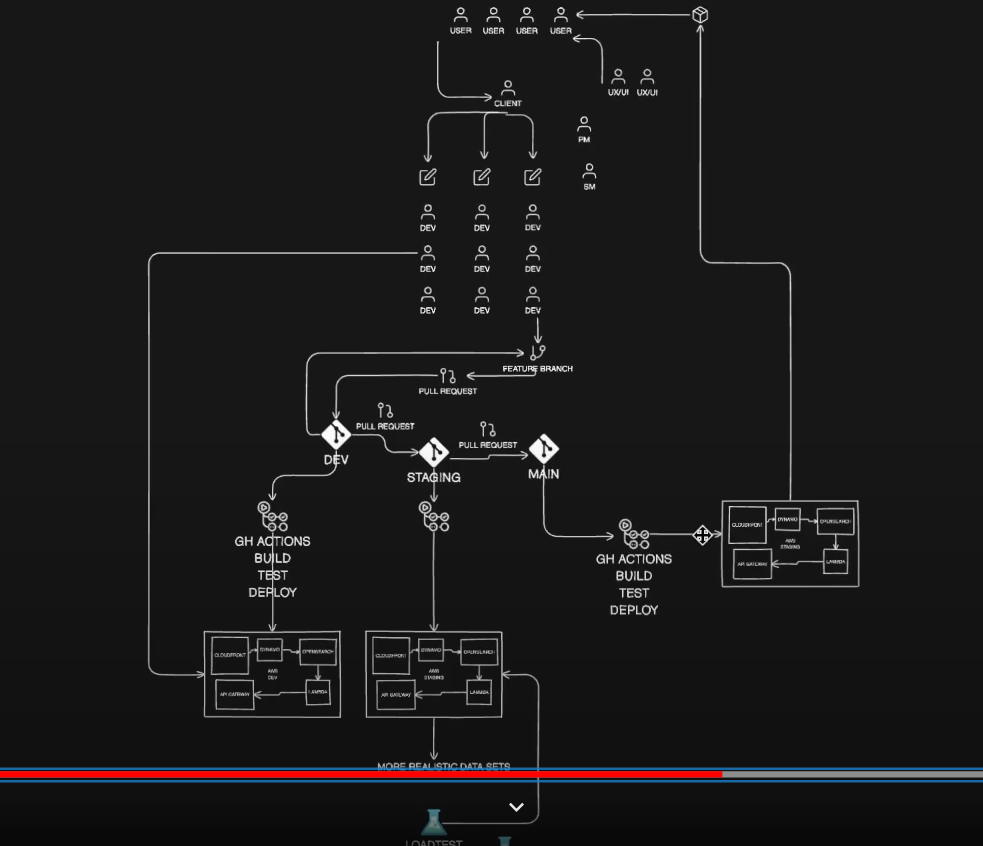 USER USER USER USER
UX/UI UX/UI
CLIENT
PM
SM
DEV DEV DEV
DEV DEV DEV
DEV DEV DEV
FEATURE BRANCH
PULL REQUEST
PULL REQUEST
PULL REQUEST
DEV
STAGING
MAIN
GH ACTIONS
BUILD
TEST
DEPLOY
GH ACTIONS
BUILD
TEST
DEPLOY
CLOUDFRONT
DYNAMO
OPENSEARCH
AWS
STAGING
API GATEWAY
LAMBDA
CLOUDFRONT
DYNAMO
OPENSEARCH
AWS
DEV
API GATEWAY
LAMBDA
CLOUDFRONT
DYNAMO
OPENSEARCH
AWS
STAGING
API GATEWAY
LAMBDA
MORE REALISTIC DATA SETS
LOADTEST